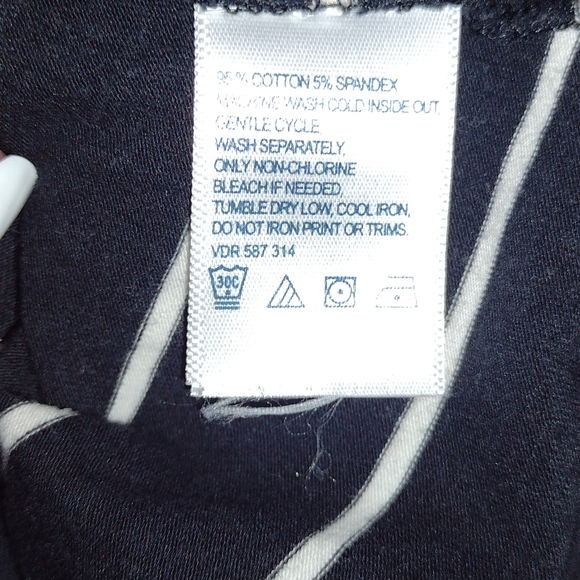 95% COTTON 5% SPANDEX
MACHINE WASH COLD INSIDE OUT,
GENTLE CYCLE
WASH SEPARATELY,
ONLY NON-CHLORINE
BLEACH IF NEEDED,
TUMBLE DRY LOW, COOL IRON,
DO NOT IRON PRINT OR TRIMS.
VDR 587 314
30C